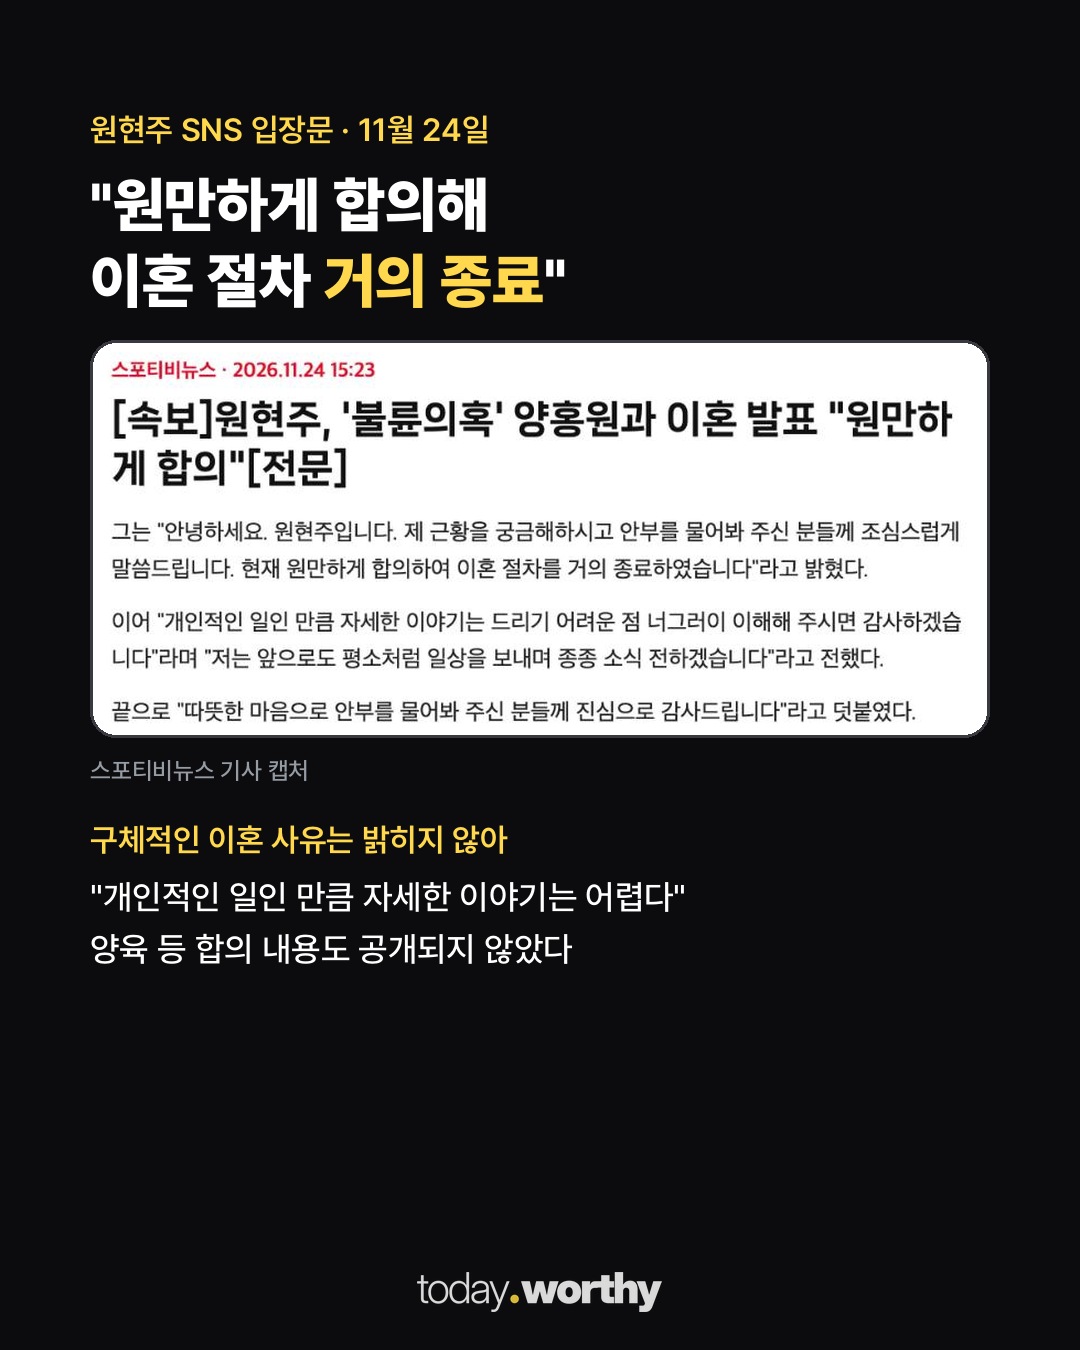 원현주 SNS 입장문 · 11월 24일
"원만하게 합의해
이혼 절차 거의 종료"
스포티비뉴스 · 2026.11.24 15:23
[속보]원현주, '불륜의혹' 양홍원과 이혼 발표 "원만하
게 합의"[전문]
그는 "안녕하세요. 원현주입니다. 제 근황을 궁금해하시고 안부를 물어봐 주신 분들께 조심스럽게
말씀드립니다. 현재 원만하게 합의하여 이혼 절차를 거의 종료하였습니다"라고 밝혔다.
이어 "개인적인 일인 만큼 자세한 이야기는 드리기 어려운 점 너그러이 이해해 주시면 감사하겠습
니다"라며 "저는 앞으로도 평소처럼 일상을 보내며 종종 소식 전하겠습니다"라고 전했다.
끝으로 "따뜻한 마음으로 안부를 물어봐 주신 분들께 진심으로 감사드립니다"라고 덧붙였다.
스포티비뉴스 기사 캡처
구체적인 이혼 사유는 밝히지 않아
"개인적인 일인 만큼 자세한 이야기는 어렵다"
양육 등 합의 내용도 공개되지 않았다
today.worthy